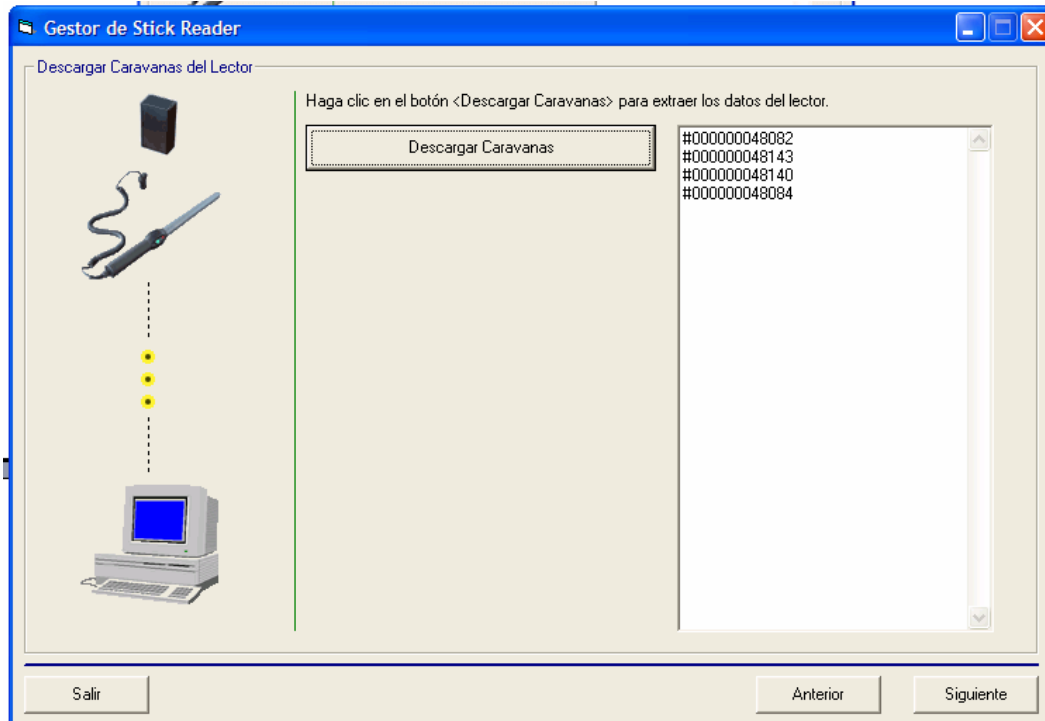 Gestor de Stick Reader
Descargar Caravanas del Lector
Haga clic en el botón <Descargar Caravanas> para extraer los datos del lector.
Descargar Caravanas
#000000048082
#000000048143
#000000048140
#000000048084
Salir
Anterior
Siguiente